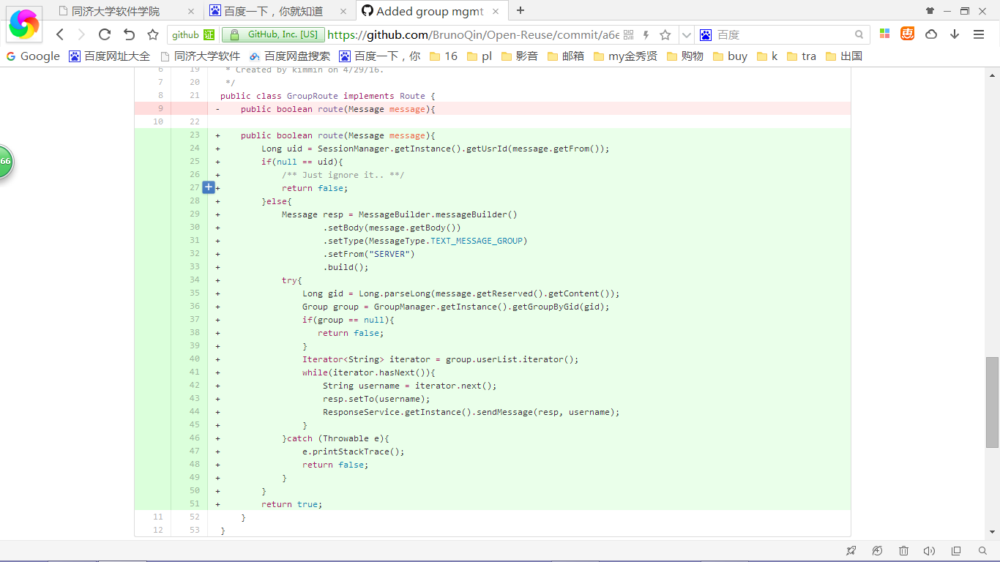 同济大学软件学院
百度一下，你就知道
Added group mgmt
github 证
GitHub, Inc. [US]
https://github.com/BrunoQin/Open-Reuse/commit/a6e
百度
惠
Google
百度网址大全
同济大学软件
百度网盘搜索
百度一下，你
16
pl
影音
邮箱
my金秀贤
购物
buy
k
tra
出国
66
6 19 * Created by kimmin on 4/29/16.
7 20 */
8 21 public class GroupRoute implements Route {
9 - public boolean route(Message message){
10 22
23 + public boolean route(Message message){
24 + Long uid = SessionManager.getInstance().getUsrId(message.getFrom());
25 + if(null == uid){
26 + /** Just ignore it.. **/
27 + return false;
28 + }else{
29 + Message resp = MessageBuilder.messageBuilder()
30 + .setBody(message.getBody())
31 + .setType(MessageType.TEXT_MESSAGE_GROUP)
32 + .setFrom("SERVER")
33 + .build();
34 + try{
35 + Long gid = Long.parseLong(message.getReserved().getContent());
36 + Group group = GroupManager.getInstance().getGroupByGid(gid);
37 + if(group == null){
38 + return false;
39 + }
40 + Iterator<String> iterator = group.userList.iterator();
41 + while(iterator.hasNext()){
42 + String username = iterator.next();
43 + resp.setTo(username);
44 + ResponseService.getInstance().sendMessage(resp, username);
45 + }
46 + }catch (Throwable e){
47 + e.printStackTrace();
48 + return false;
49 + }
50 + }
51 + return true;
11 52 }
12 53 }